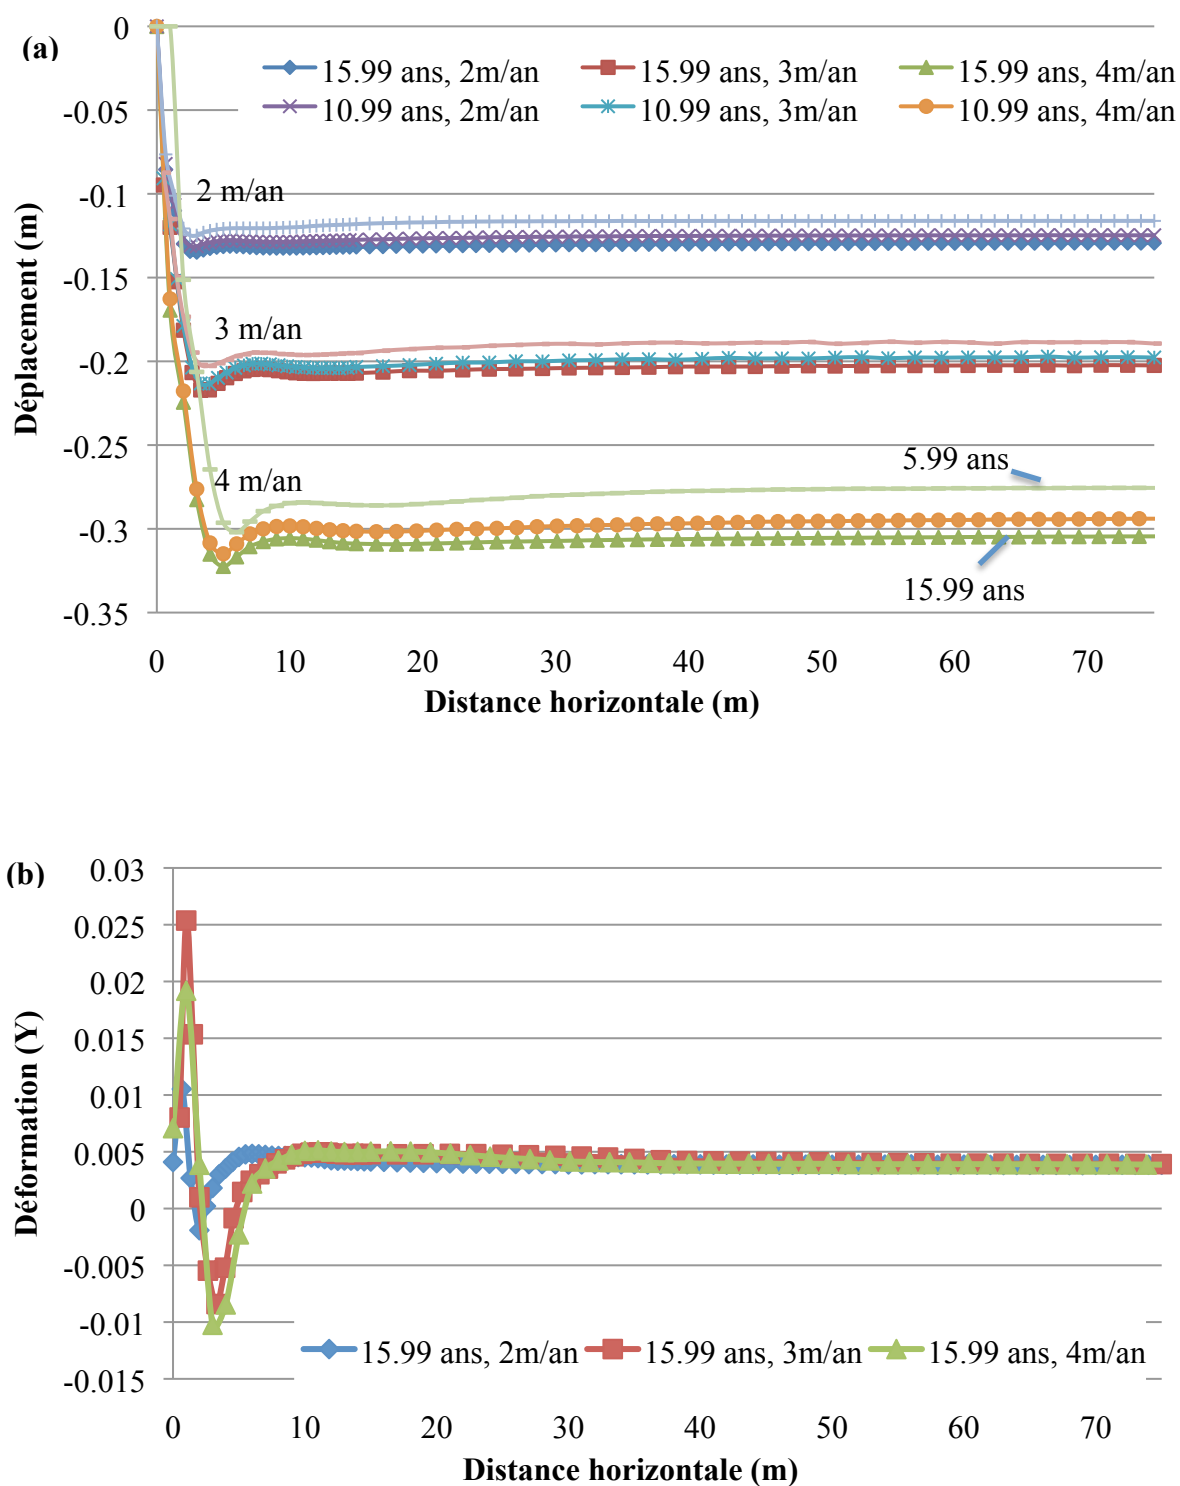 (a)
0
-0.05
-0.1
-0.15
-0.2
-0.25
-0.3
-0.35
Déplacement (m)
15.99 ans, 2m/an 15.99 ans, 3m/an 15.99 ans, 4m/an
10.99 ans, 2m/an 10.99 ans, 3m/an 10.99 ans, 4m/an
2 m/an
3 m/an
4 m/an
5.99 ans
15.99 ans
0 10 20 30 40 50 60 70
Distance horizontale (m)
(b)
0.03
0.025
0.02
0.015
0.01
0.005
0
-0.005
-0.01
-0.015
Déformation (Y)
15.99 ans, 2m/an 15.99 ans, 3m/an 15.99 ans, 4m/an
0 10 20 30 40 50 60 70
Distance horizontale (m)